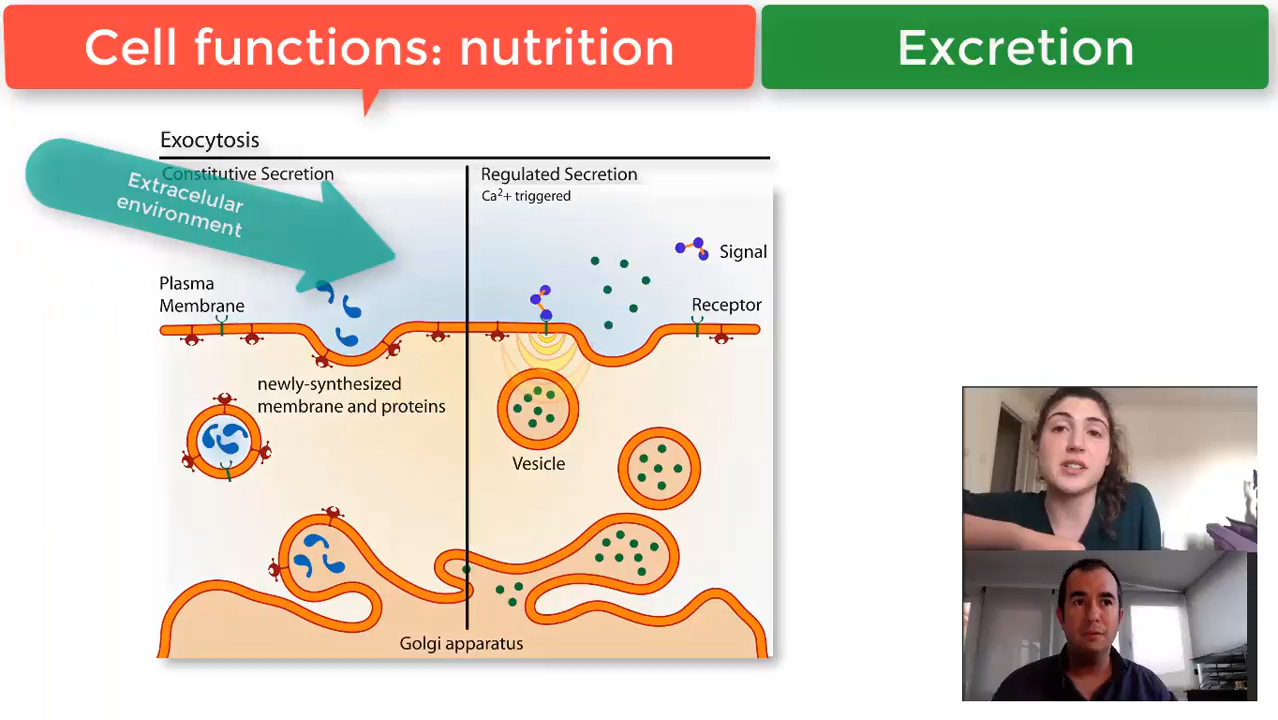 Cell functions: nutrition
Excretion
Exocytosis
Constitutive Secretion
Regulated Secretion
Ca2+ triggered
Extracelular
environment
Signal
Plasma
Membrane
Receptor
newly-synthesized
membrane and proteins
Vesicle
Golgi apparatus